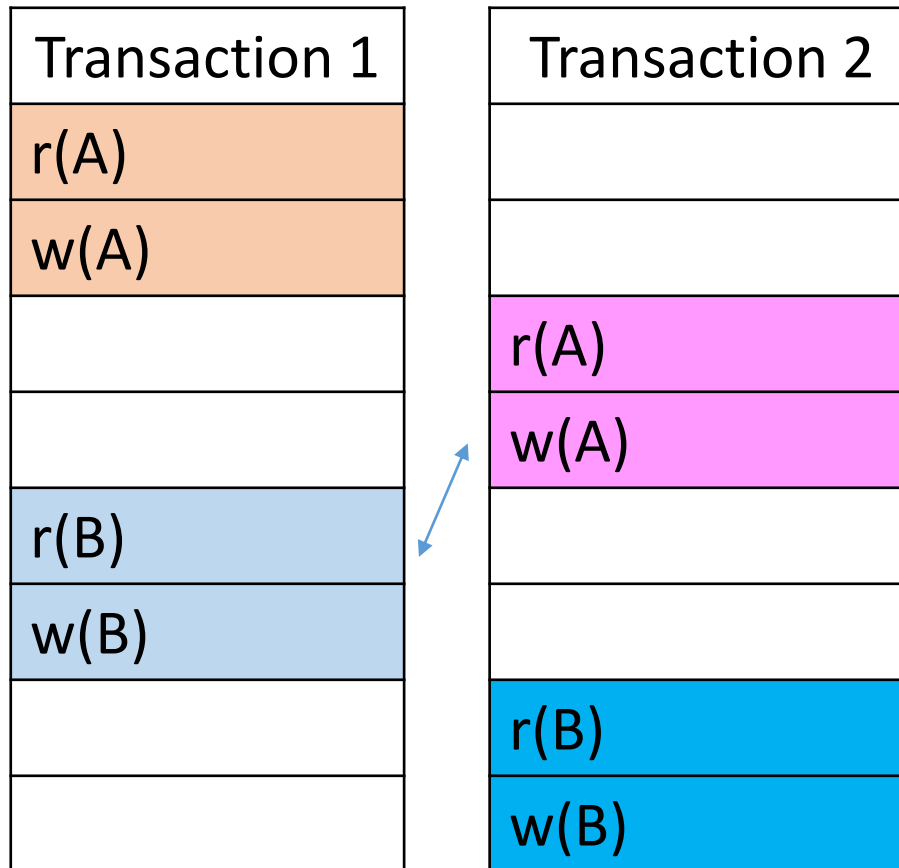 Transaction 1
r(A)
w(A)
r(B)
w(B)
Transaction 2
r(A)
w(A)
r(B)
w(B)